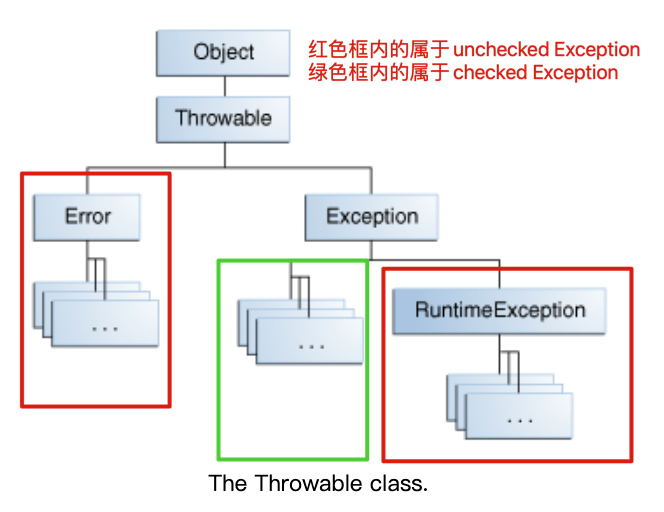 Object
红色框内的属于 unchecked Exception
绿色框内的属于 checked Exception
Throwable
Error
Exception
RuntimeException
...
...
...
The Throwable class.